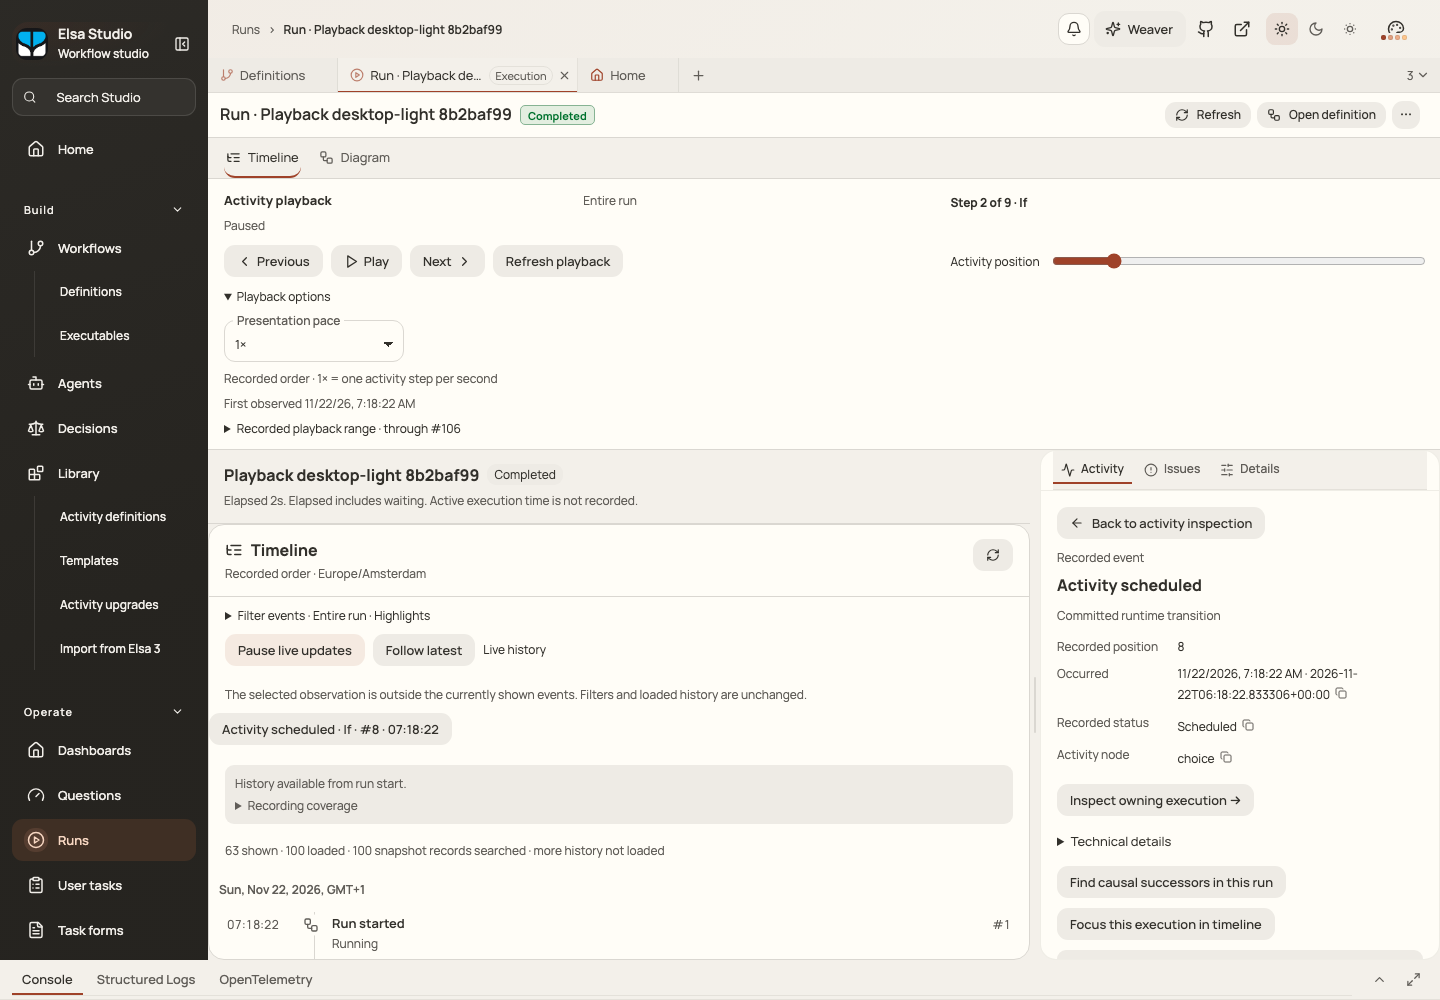 Elsa Studio
Workflow studio
Search Studio
Home
Build
Workflows
Definitions
Executables
Agents
Decisions
Library
Activity definitions
Templates
Activity upgrades
Import from Elsa 3
Operate
Dashboards
Questions
Runs
User tasks
Task forms
Runs › Run · Playback desktop-light 8b2baf99
Weaver
Definitions
Run · Playback de... Execution
Home
3
Run · Playback desktop-light 8b2baf99 Completed
Refresh
Open definition
Timeline
Diagram
Activity playback
Entire run
Step 2 of 9 · If
Paused
Previous
Play
Next
Refresh playback
Activity position
Playback options
Presentation pace
1×
Recorded order · 1× = one activity step per second
First observed 11/22/26, 7:18:22 AM
Recorded playback range · through #106
Playback desktop-light 8b2baf99 Completed
Elapsed 2s. Elapsed includes waiting. Active execution time is not recorded.
Timeline
Recorded order · Europe/Amsterdam
Filter events · Entire run · Highlights
Pause live updates
Follow latest
Live history
The selected observation is outside the currently shown events. Filters and loaded history are unchanged.
Activity scheduled · If · #8 · 07:18:22
History available from run start.
Recording coverage
63 shown · 100 loaded · 100 snapshot records searched · more history not loaded
Sun, Nov 22, 2026, GMT+1
07:18:22
Run started
#1
Running
Activity
Issues
Details
Back to activity inspection
Recorded event
Activity scheduled
Committed runtime transition
Recorded position 8
Occurred 11/22/2026, 7:18:22 AM · 2026-11-
22T06:18:22.833306+00:00
Recorded status Scheduled
Activity node choice
Inspect owning execution →
Technical details
Find causal successors in this run
Focus this execution in timeline
Console
Structured Logs
OpenTelemetry